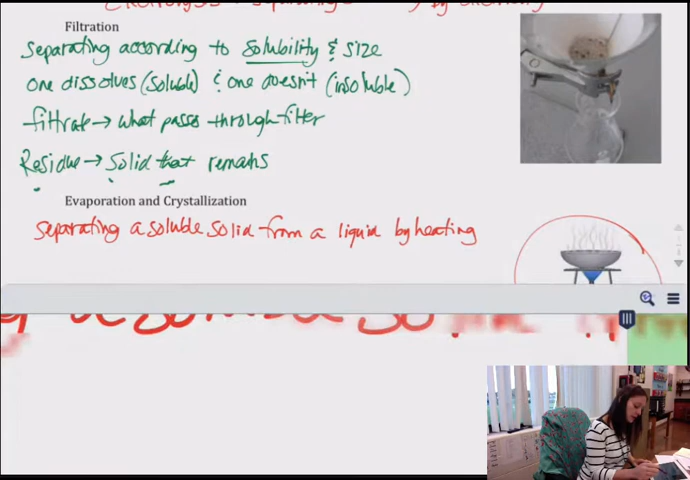 Filtration
Separating according to solubility & size
One dissolves (soluble) & one doesn't (insoluble)
filtrate → what passes through filter
Residue → Solid that remains
Evaporation and Crystallization
Separating a soluble solid from a liquid by heating